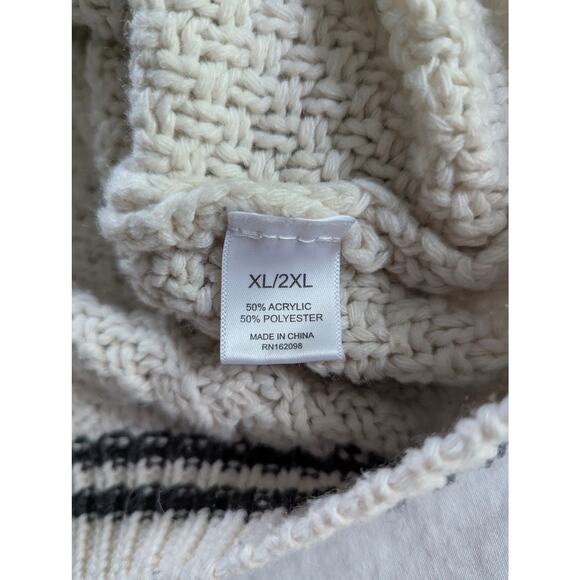 XL/2XL
50% ACRYLIC
50% POLYESTER
MADE IN CHINA
RN162098